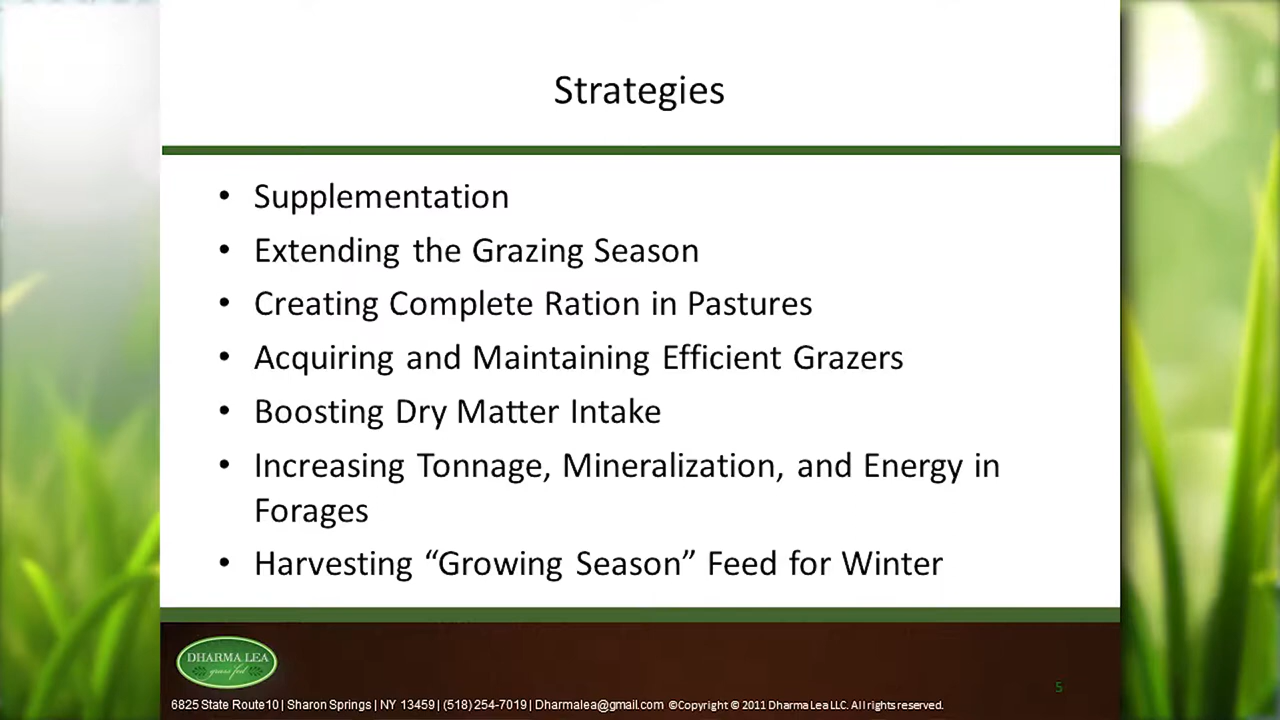 Strategies
• Supplementation
• Extending the Grazing Season
• Creating Complete Ration in Pastures
• Acquiring and Maintaining Efficient Grazers
• Boosting Dry Matter Intake
• Increasing Tonnage, Mineralization, and Energy in
Forages
• Harvesting “Growing Season” Feed for Winter
DHARMA LEA
grass fed
5
6825 State Route10 | Sharon Springs | NY 13459 | (518) 254-7019 | Dharmalea@gmail.com ©Copyright © 2011 Dharma Lea LLC. All rights reserved.